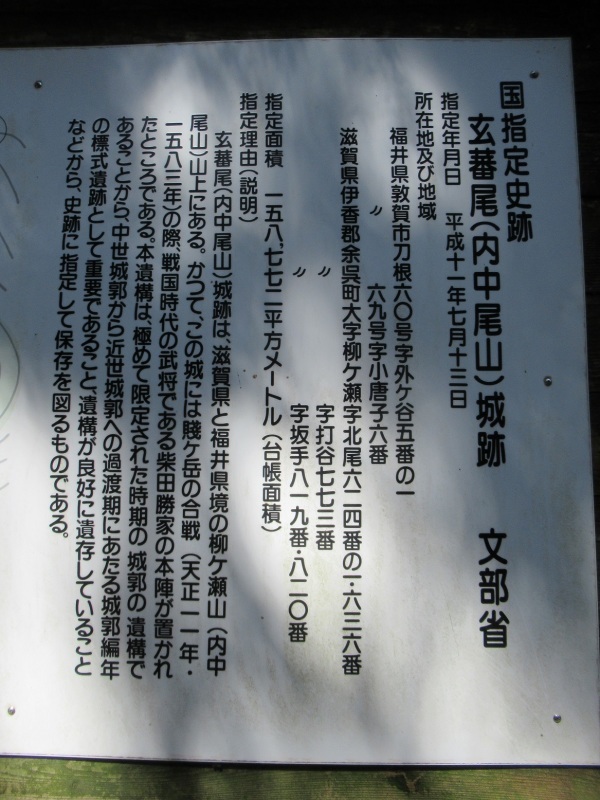 国指定史跡
玄蕃尾(内中尾山)城跡　文部省
指定年月日　平成十一年七月十三日
所在地及び地域
福井県敦賀市刀根六〇号字外ケ谷五番の一
〃　六九号字小唐子六番
滋賀県伊香郡余呉町大字柳ケ瀬字北尾六二四番の一・六三六番
〃　字打谷七七三番
〃　字坂手八一九番・八二〇番
指定面積　一五八,七七二平方メートル(台帳面積)
指定理由(説明)
玄蕃尾(内中尾山)城跡は、滋賀県と福井県境の柳ケ瀬山(内中
尾山)山上にある。かつて、この城には賤ケ岳の合戦(天正一一年・
一五八三年)の際、戦国時代の武将である柴田勝家の本陣が置かれ
たところである。本遺構は、極めて限定された時期の城郭の遺構で
あることから、中世城郭から近世城郭への過渡期にあたる城郭編年
の標式遺跡として重要であること、遺構が良好に遺存していること
などから、史跡に指定して保存を図るものである。